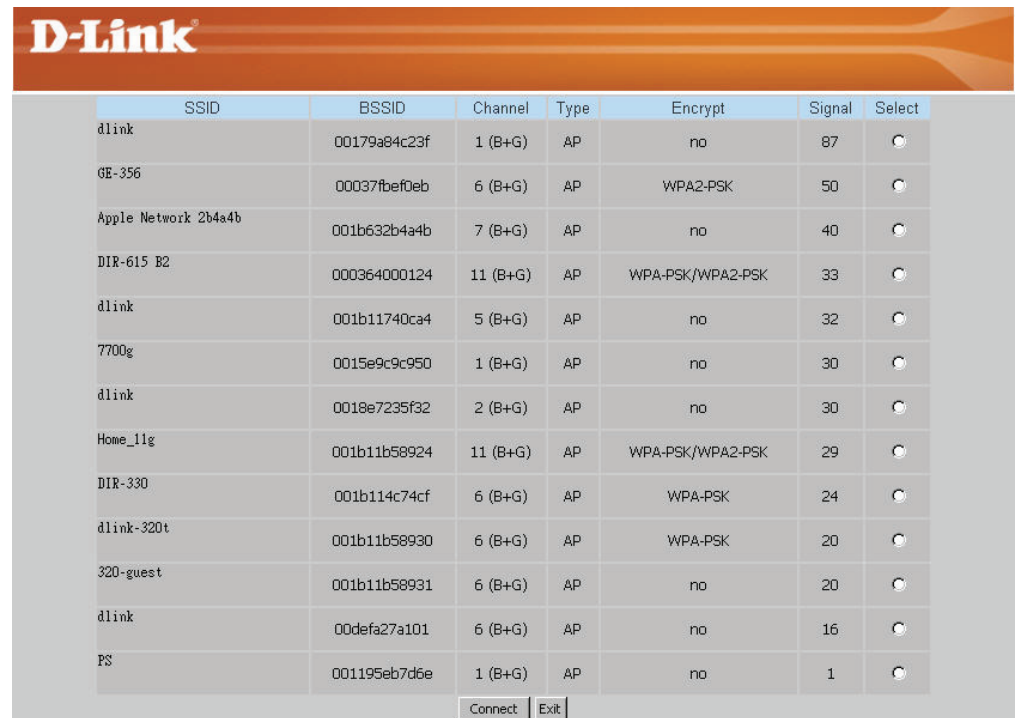 D-Link®
SSID BSSID Channel Type Encrypt Signal Select
dlink 00179a84c23f 1 (B+G) AP no 87
GE-356 00037fbef0eb 6 (B+G) AP WPA2-PSK 50
Apple Network 2b4a4b 001b632b4a4b 7 (B+G) AP no 40
DIR-615 B2 000364000124 11 (B+G) AP WPA-PSK/WPA2-PSK 33
dlink 001b11740ca4 5 (B+G) AP no 32
7700g 0015e9c9c950 1 (B+G) AP no 30
dlink 0018e7235f32 2 (B+G) AP no 30
Home_11g 001b11b58924 11 (B+G) AP WPA-PSK/WPA2-PSK 29
DIR-330 001b114c74cf 6 (B+G) AP WPA-PSK 24
dlink-320t 001b11b58930 6 (B+G) AP WPA-PSK 20
320-guest 001b11b58931 6 (B+G) AP no 20
dlink 00defa27a101 6 (B+G) AP no 16
PS 001195eb7d6e 1 (B+G) AP no 1
Connect Exit